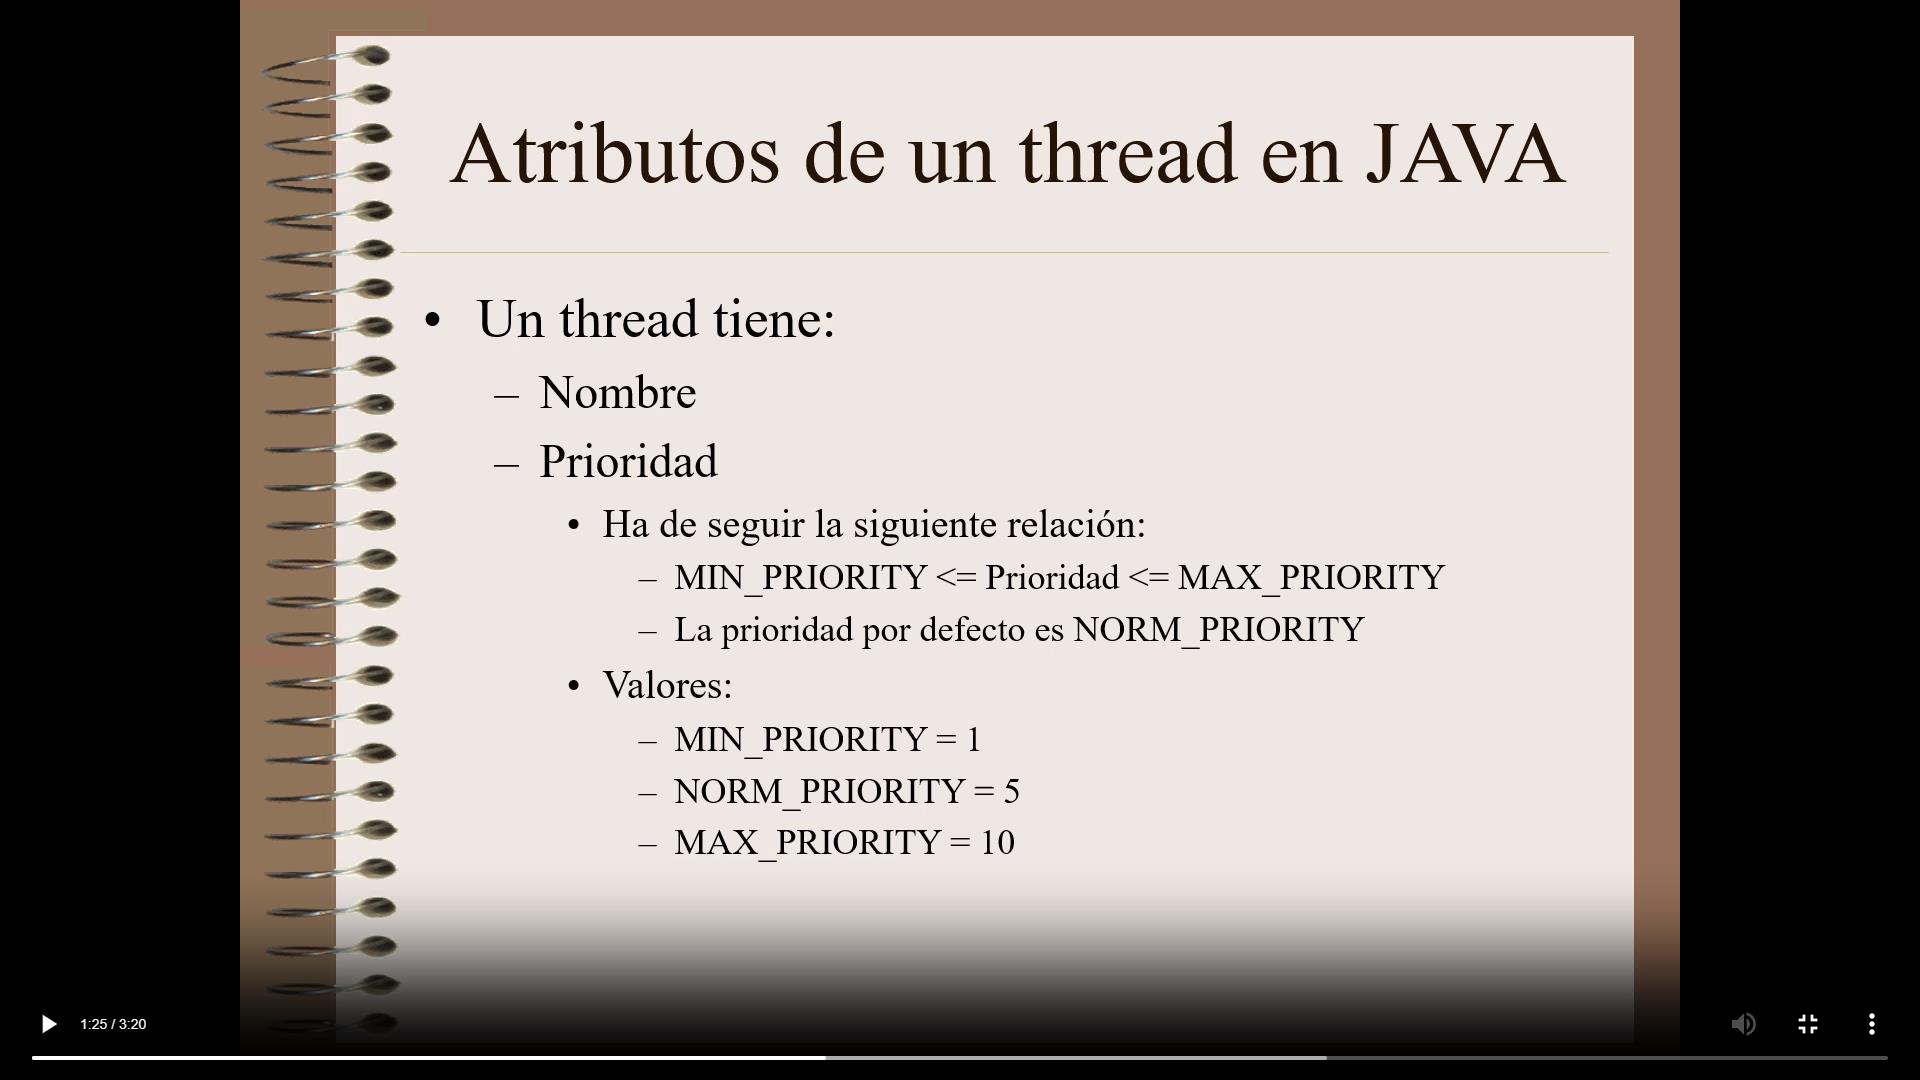 Atributos de un thread en JAVA
• Un thread tiene:
– Nombre
– Prioridad
• Ha de seguir la siguiente relación:
– MIN_PRIORITY <= Prioridad <= MAX_PRIORITY
– La prioridad por defecto es NORM_PRIORITY
• Valores:
– MIN_PRIORITY = 1
– NORM_PRIORITY = 5
– MAX_PRIORITY = 10
1:25 / 3:20